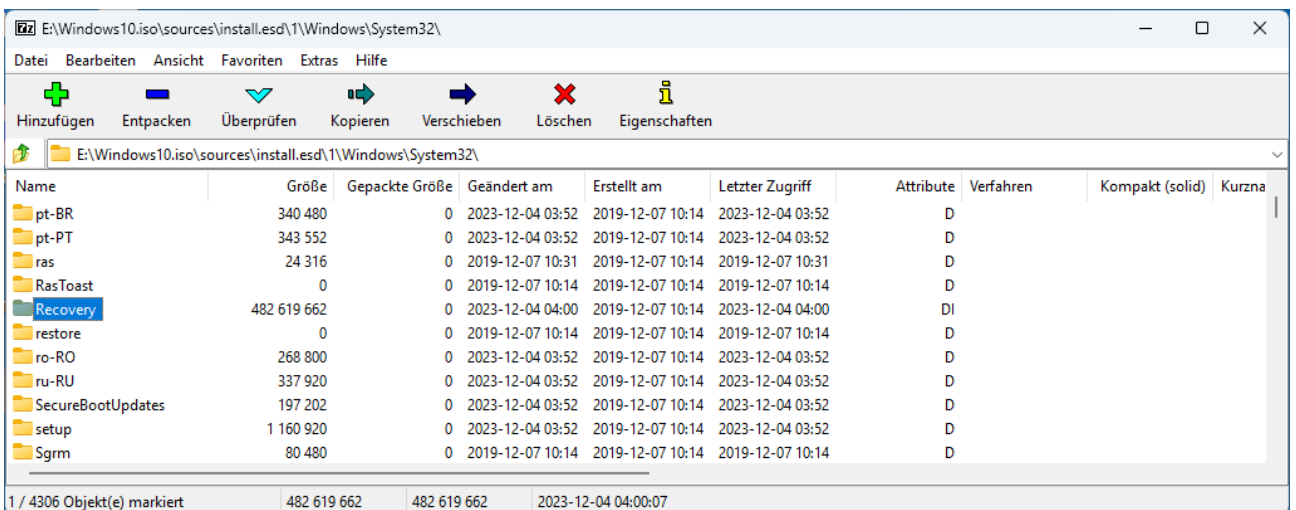 7z E:\Windows10.iso\sources\install.esd\1\Windows\System32\
Datei Bearbeiten Ansicht Favoriten Extras Hilfe
Hinzufügen Entpacken Überprüfen Kopieren Verschieben Löschen Eigenschaften
E:\Windows10.iso\sources\install.esd\1\Windows\System32\
Name Größe Gepackte Größe Geändert am Erstellt am Letzter Zugriff Attribute Verfahren Kompakt (solid) Kurzna
pt-BR 340 480 0 2023-12-04 03:52 2019-12-07 10:14 2023-12-04 03:52 D
pt-PT 343 552 0 2023-12-04 03:52 2019-12-07 10:14 2023-12-04 03:52 D
ras 24 316 0 2019-12-07 10:31 2019-12-07 10:14 2019-12-07 10:31 D
RasToast 0 0 2019-12-07 10:14 2019-12-07 10:14 2019-12-07 10:14 D
Recovery 482 619 662 0 2023-12-04 04:00 2019-12-07 10:14 2023-12-04 04:00 DI
restore 0 0 2019-12-07 10:14 2019-12-07 10:14 2019-12-07 10:14 D
ro-RO 268 800 0 2023-12-04 03:52 2019-12-07 10:14 2023-12-04 03:52 D
ru-RU 337 920 0 2023-12-04 03:52 2019-12-07 10:14 2023-12-04 03:52 D
SecureBootUpdates 197 202 0 2023-12-04 03:52 2019-12-07 10:14 2023-12-04 03:52 D
setup 1 160 920 0 2023-12-04 03:52 2019-12-07 10:14 2023-12-04 03:52 D
Sgrm 80 480 0 2019-12-07 10:14 2019-12-07 10:14 2019-12-07 10:14 D
1 / 4306 Objekt(e) markiert 482 619 662 482 619 662 2023-12-04 04:00:07